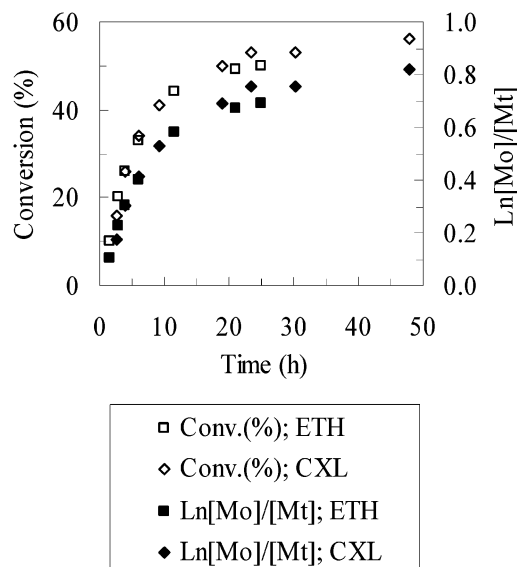 60
40
20
0
Conversion (%)
1.0
0.8
0.6
0.4
0.2
0.0
Ln[Mo]/[Mt]
0 10 20 30 40 50
Time (h)
Conv.(%); ETH
Conv.(%); CXL
Ln[Mo]/[Mt]; ETH
Ln[Mo]/[Mt]; CXL